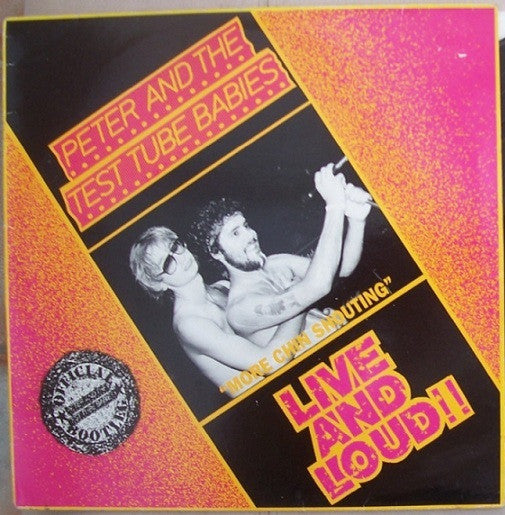 PETER AND THE
TEST TUBE BABIES
"MORE CHIN SHOUTING"
LIVE
AND
LOUD!!
OFFICIAL
BOOTLEG